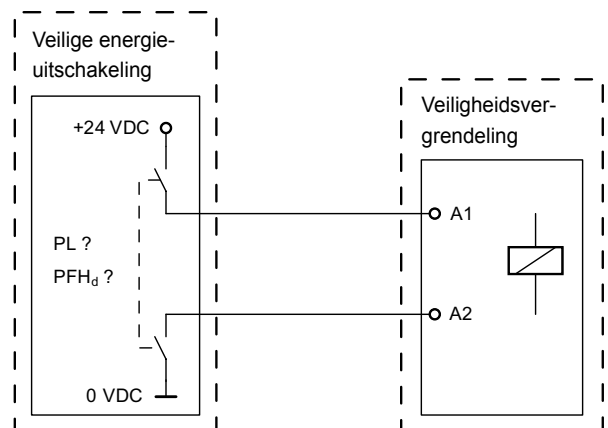 Veilige energie-
uitschakeling
+24 VDC
PL ?
PFHd ?
0 VDC
Veiligheidsver-
grendeling
A1
A2